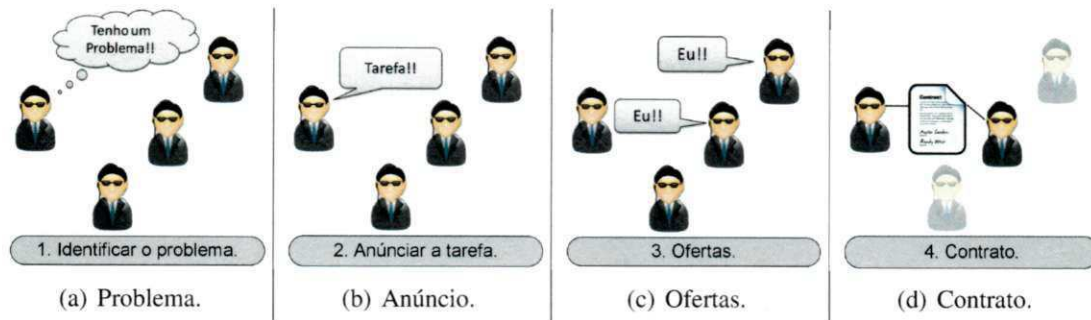 Tenho um
Problema!!
1. Identificar o problema.
(a) Problema.
Tarefa!!
2. Anúnciar a tarefa.
(b) Anúncio.
Eu!!
Eu!!
3. Ofertas.
(c) Ofertas.
Contract
4. Contrato.
(d) Contrato.